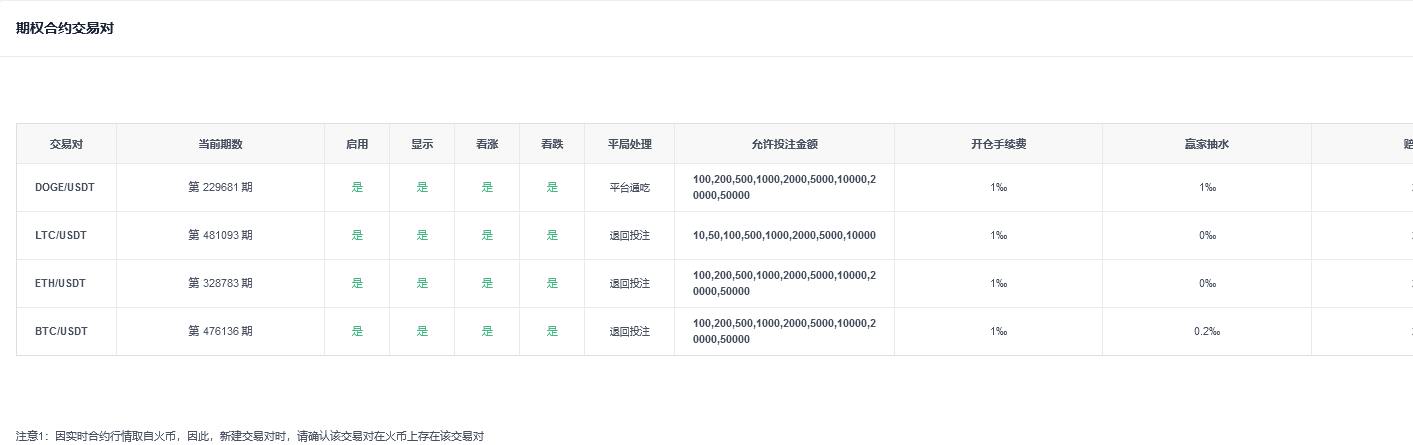 期权合约交易对
交易对 当前期数 启用 显示 看涨 看跌 平局处理 允许投注金额 开仓手续费 赢家抽水
DOGE/USDT 第 229681 期 是 是 是 是 平台通吃 100,200,500,1000,2000,5000,10000,2 1‰ 1‰
0000,50000
LTC/USDT 第 481093 期 是 是 是 是 退回投注 10,50,100,500,1000,2000,5000,10000 1‰ 0‰
ETH/USDT 第 328783 期 是 是 是 是 退回投注 100,200,500,1000,2000,5000,10000,2 1‰ 0‰
0000,50000
BTC/USDT 第 476136 期 是 是 是 是 退回投注 100,200,500,1000,2000,5000,10000,2 1‰ 0.2‰
0000,50000
注意1：因实时合约行情取自火币，因此，新建交易对时，请确认该交易对在火币上存在该交易对